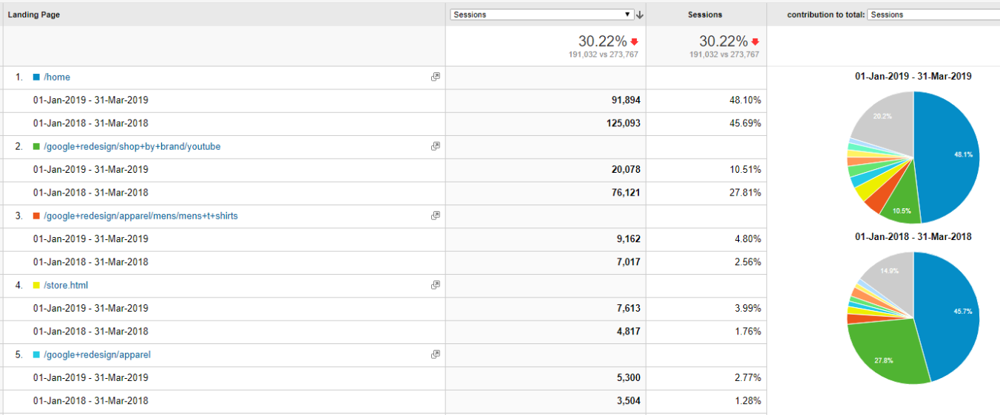 Landing Page Sessions Sessions contribution to total: Sessions
30.22% 30.22%
191,032 vs 273,767 191,032 vs 273,767
1. /home
01-Jan-2019 - 31-Mar-2019 91,894 48.10%
01-Jan-2018 - 31-Mar-2018 125,093 45.69%
2. /google+redesign/shop+by+brand/youtube
01-Jan-2019 - 31-Mar-2019 20,078 10.51%
01-Jan-2018 - 31-Mar-2018 76,121 27.81%
3. /google+redesign/apparel/mens/mens+t+shirts
01-Jan-2019 - 31-Mar-2019 9,162 4.80%
01-Jan-2018 - 31-Mar-2018 7,017 2.56%
4. /store.html
01-Jan-2019 - 31-Mar-2019 7,613 3.99%
01-Jan-2018 - 31-Mar-2018 4,817 1.76%
5. /google+redesign/apparel
01-Jan-2019 - 31-Mar-2019 5,300 2.77%
01-Jan-2018 - 31-Mar-2018 3,504 1.28%
01-Jan-2019 - 31-Mar-2019
20.2%
48.1%
10.5%
01-Jan-2018 - 31-Mar-2018
14.9%
45.7%
27.8%